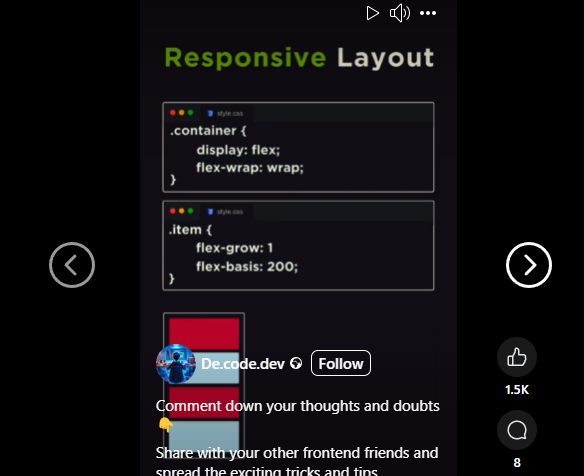 Responsive Layout
style.css
.container {
display: flex;
flex-wrap: wrap;
}
style.css
.item {
flex-grow: 1
flex-basis: 200;
}
De.code.dev
Follow
Comment down your thoughts and doubts
👇
Share with your other frontend friends and
spread the exciting tricks and tips
1.5K
8